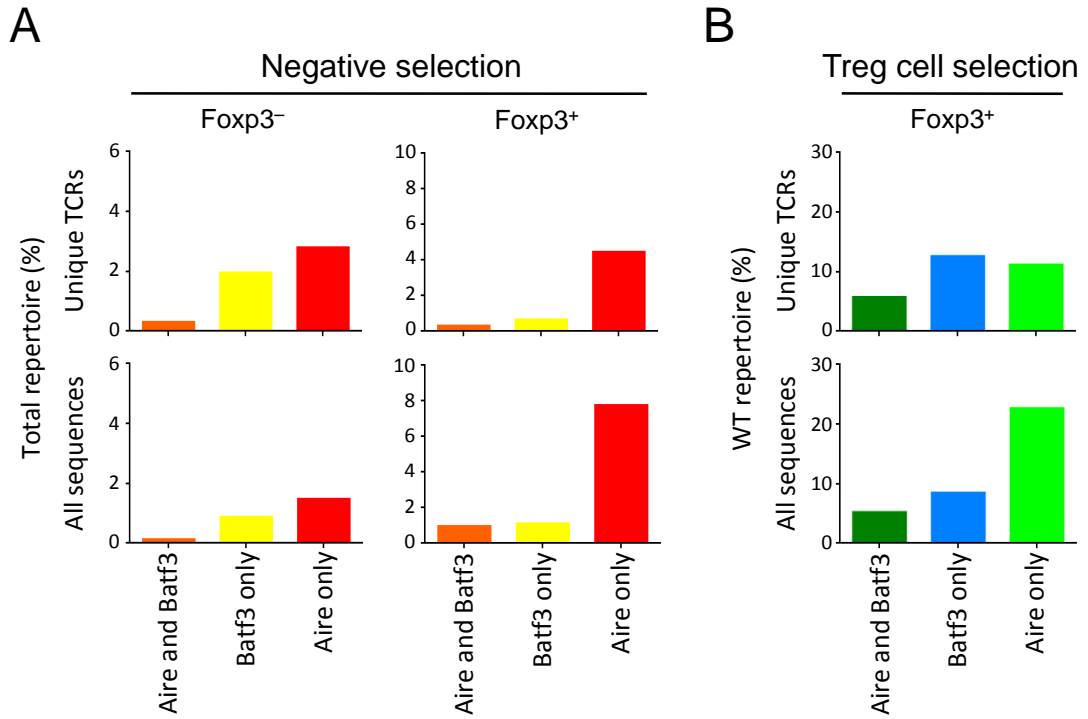 A
Negative selection
Foxp3⁻
Foxp3⁺
Total repertoire (%)
Unique TCRs
6
4
2
0
10
8
6
4
2
0
All sequences
6
4
2
0
10
8
6
4
2
0
Aire and Batf3
Batf3 only
Aire only
Aire and Batf3
Batf3 only
Aire only
B
Treg cell selection
Foxp3⁺
WT repertoire (%)
Unique TCRs
30
20
10
0
All sequences
30
20
10
0
Aire and Batf3
Batf3 only
Aire only